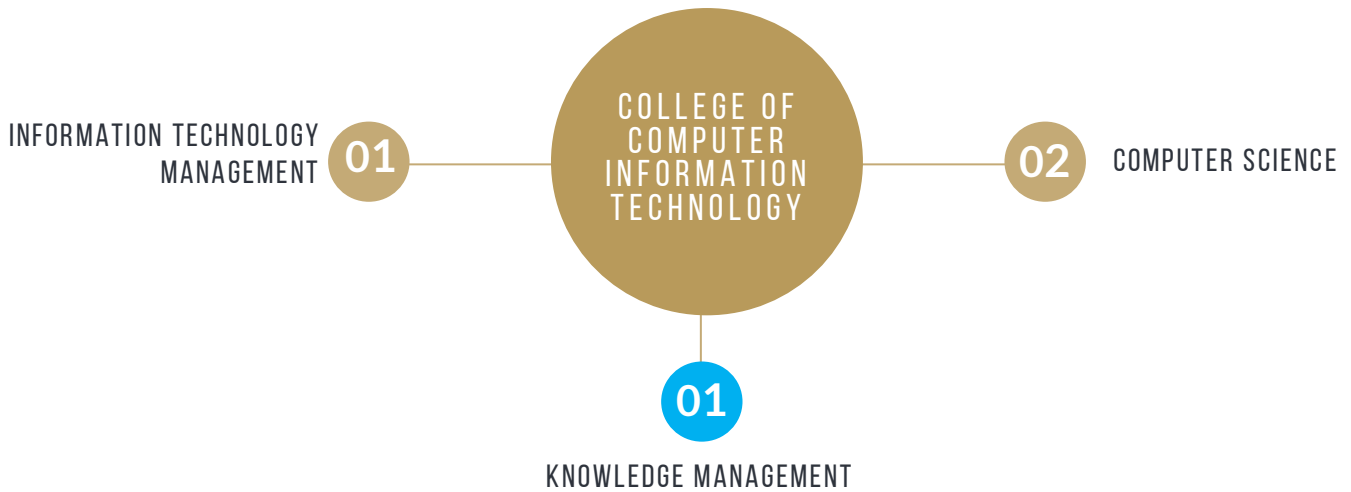 COLLEGE OF
COMPUTER
INFORMATION
TECHNOLOGY
INFORMATION TECHNOLOGY
MANAGEMENT
01
02
COMPUTER SCIENCE
01
KNOWLEDGE MANAGEMENT